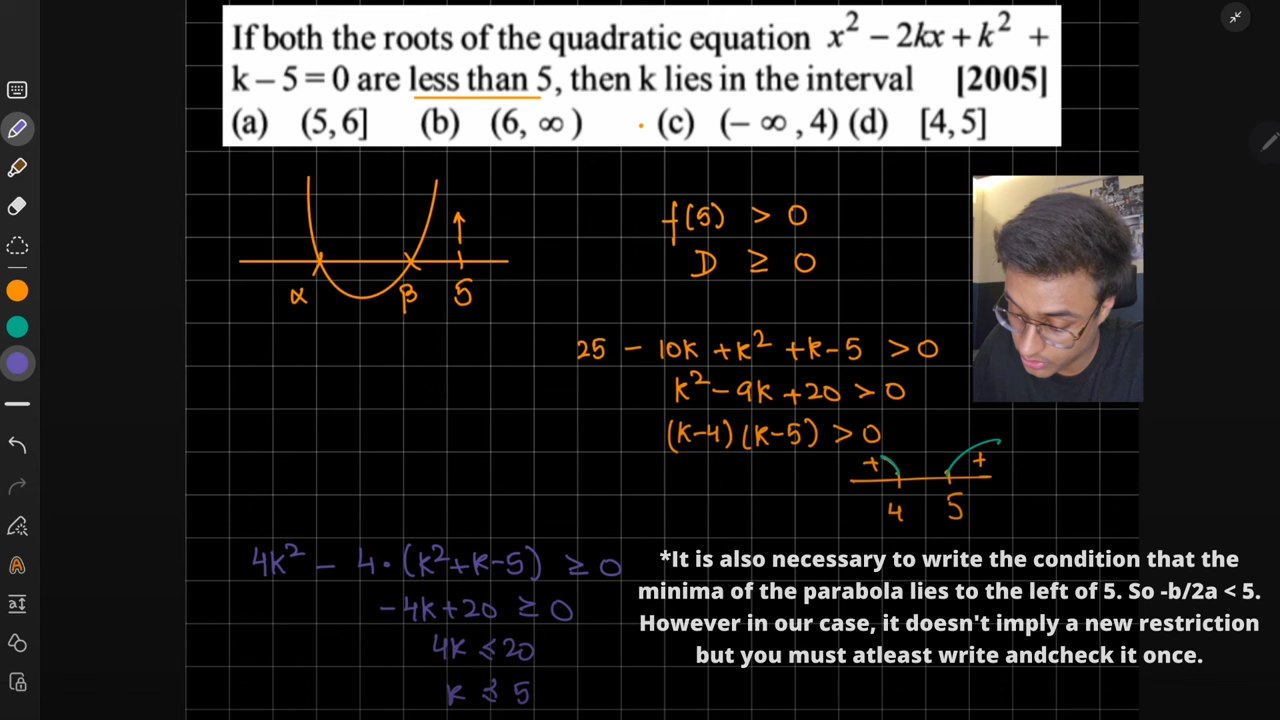 If both the roots of the quadratic equation x² − 2kx + k² +
k − 5 = 0 are less than 5, then k lies in the interval [2005]
(a) (5, 6] (b) (6, ∞) (c) (− ∞, 4) (d) [4, 5]
α β 5
f(5) > 0
D ≥ 0
25 − 10k + k² + k − 5 > 0
k² − 9k + 20 > 0
(k−4)(k−5) > 0
+ +
4 5
4k² − 4·(k²+k−5) ≥ 0
−4k+20 ≥ 0
4k ≤ 20
k ≤ 5
*It is also necessary to write the condition that the
minima of the parabola lies to the left of 5. So -b/2a < 5.
However in our case, it doesn't imply a new restriction
but you must atleast write andcheck it once.